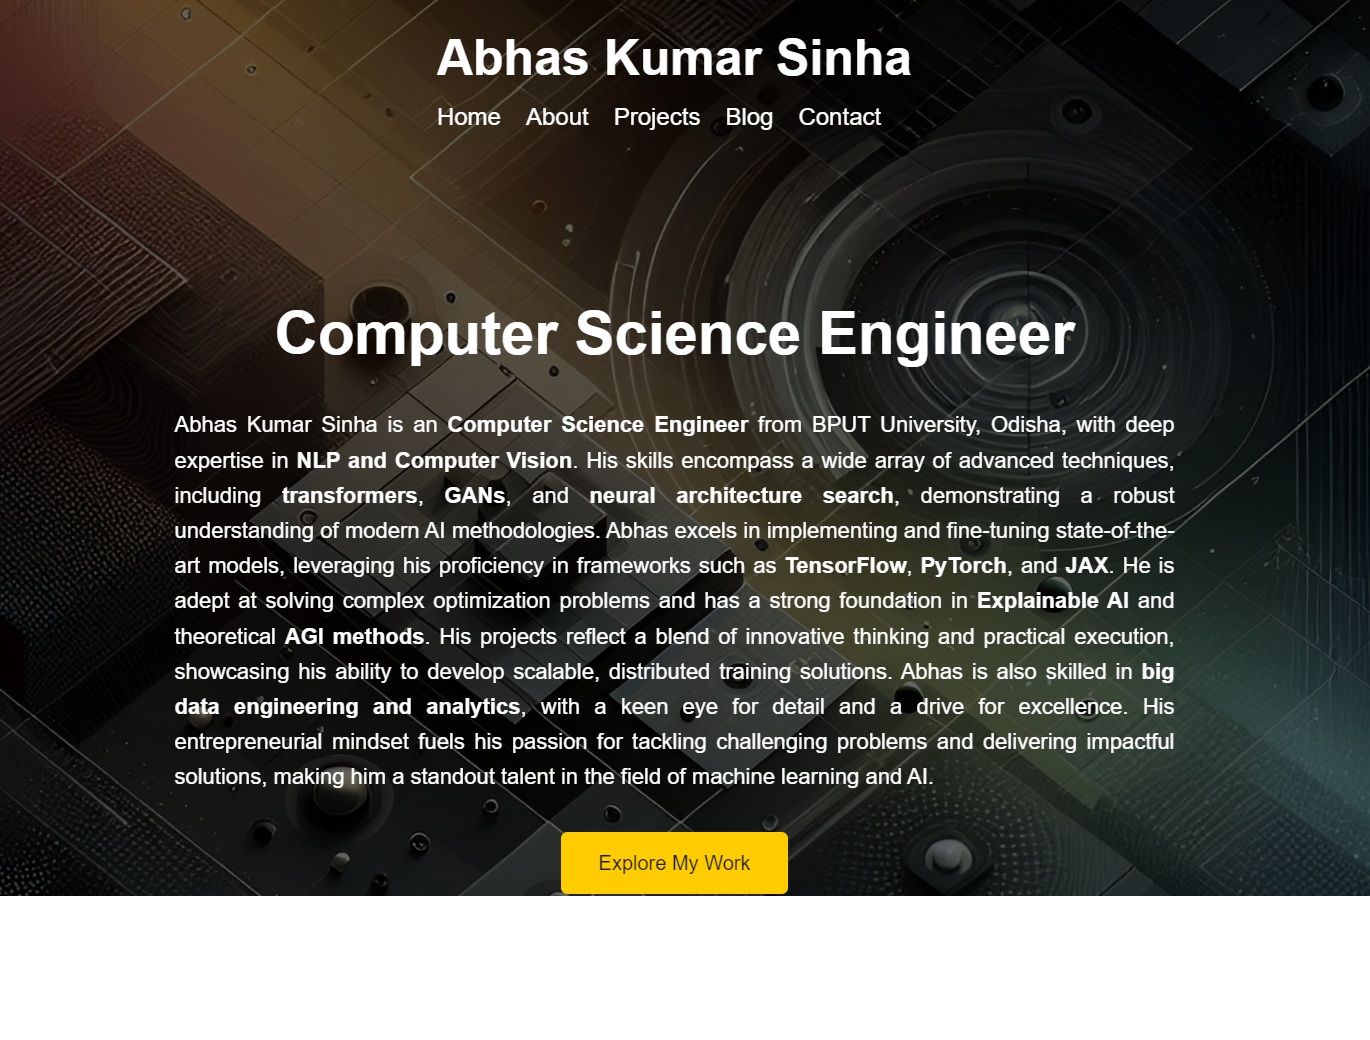 Abhas Kumar Sinha
Home About Projects Blog Contact
Computer Science Engineer
Abhas Kumar Sinha is an Computer Science Engineer from BPUT University, Odisha, with deep
expertise in NLP and Computer Vision. His skills encompass a wide array of advanced techniques,
including transformers, GANs, and neural architecture search, demonstrating a robust
understanding of modern AI methodologies. Abhas excels in implementing and fine-tuning state-of-the-
art models, leveraging his proficiency in frameworks such as TensorFlow, PyTorch, and JAX. He is
adept at solving complex optimization problems and has a strong foundation in Explainable AI and
theoretical AGI methods. His projects reflect a blend of innovative thinking and practical execution,
showcasing his ability to develop scalable, distributed training solutions. Abhas is also skilled in big
data engineering and analytics, with a keen eye for detail and a drive for excellence. His
entrepreneurial mindset fuels his passion for tackling challenging problems and delivering impactful
solutions, making him a standout talent in the field of machine learning and AI.
Explore My Work